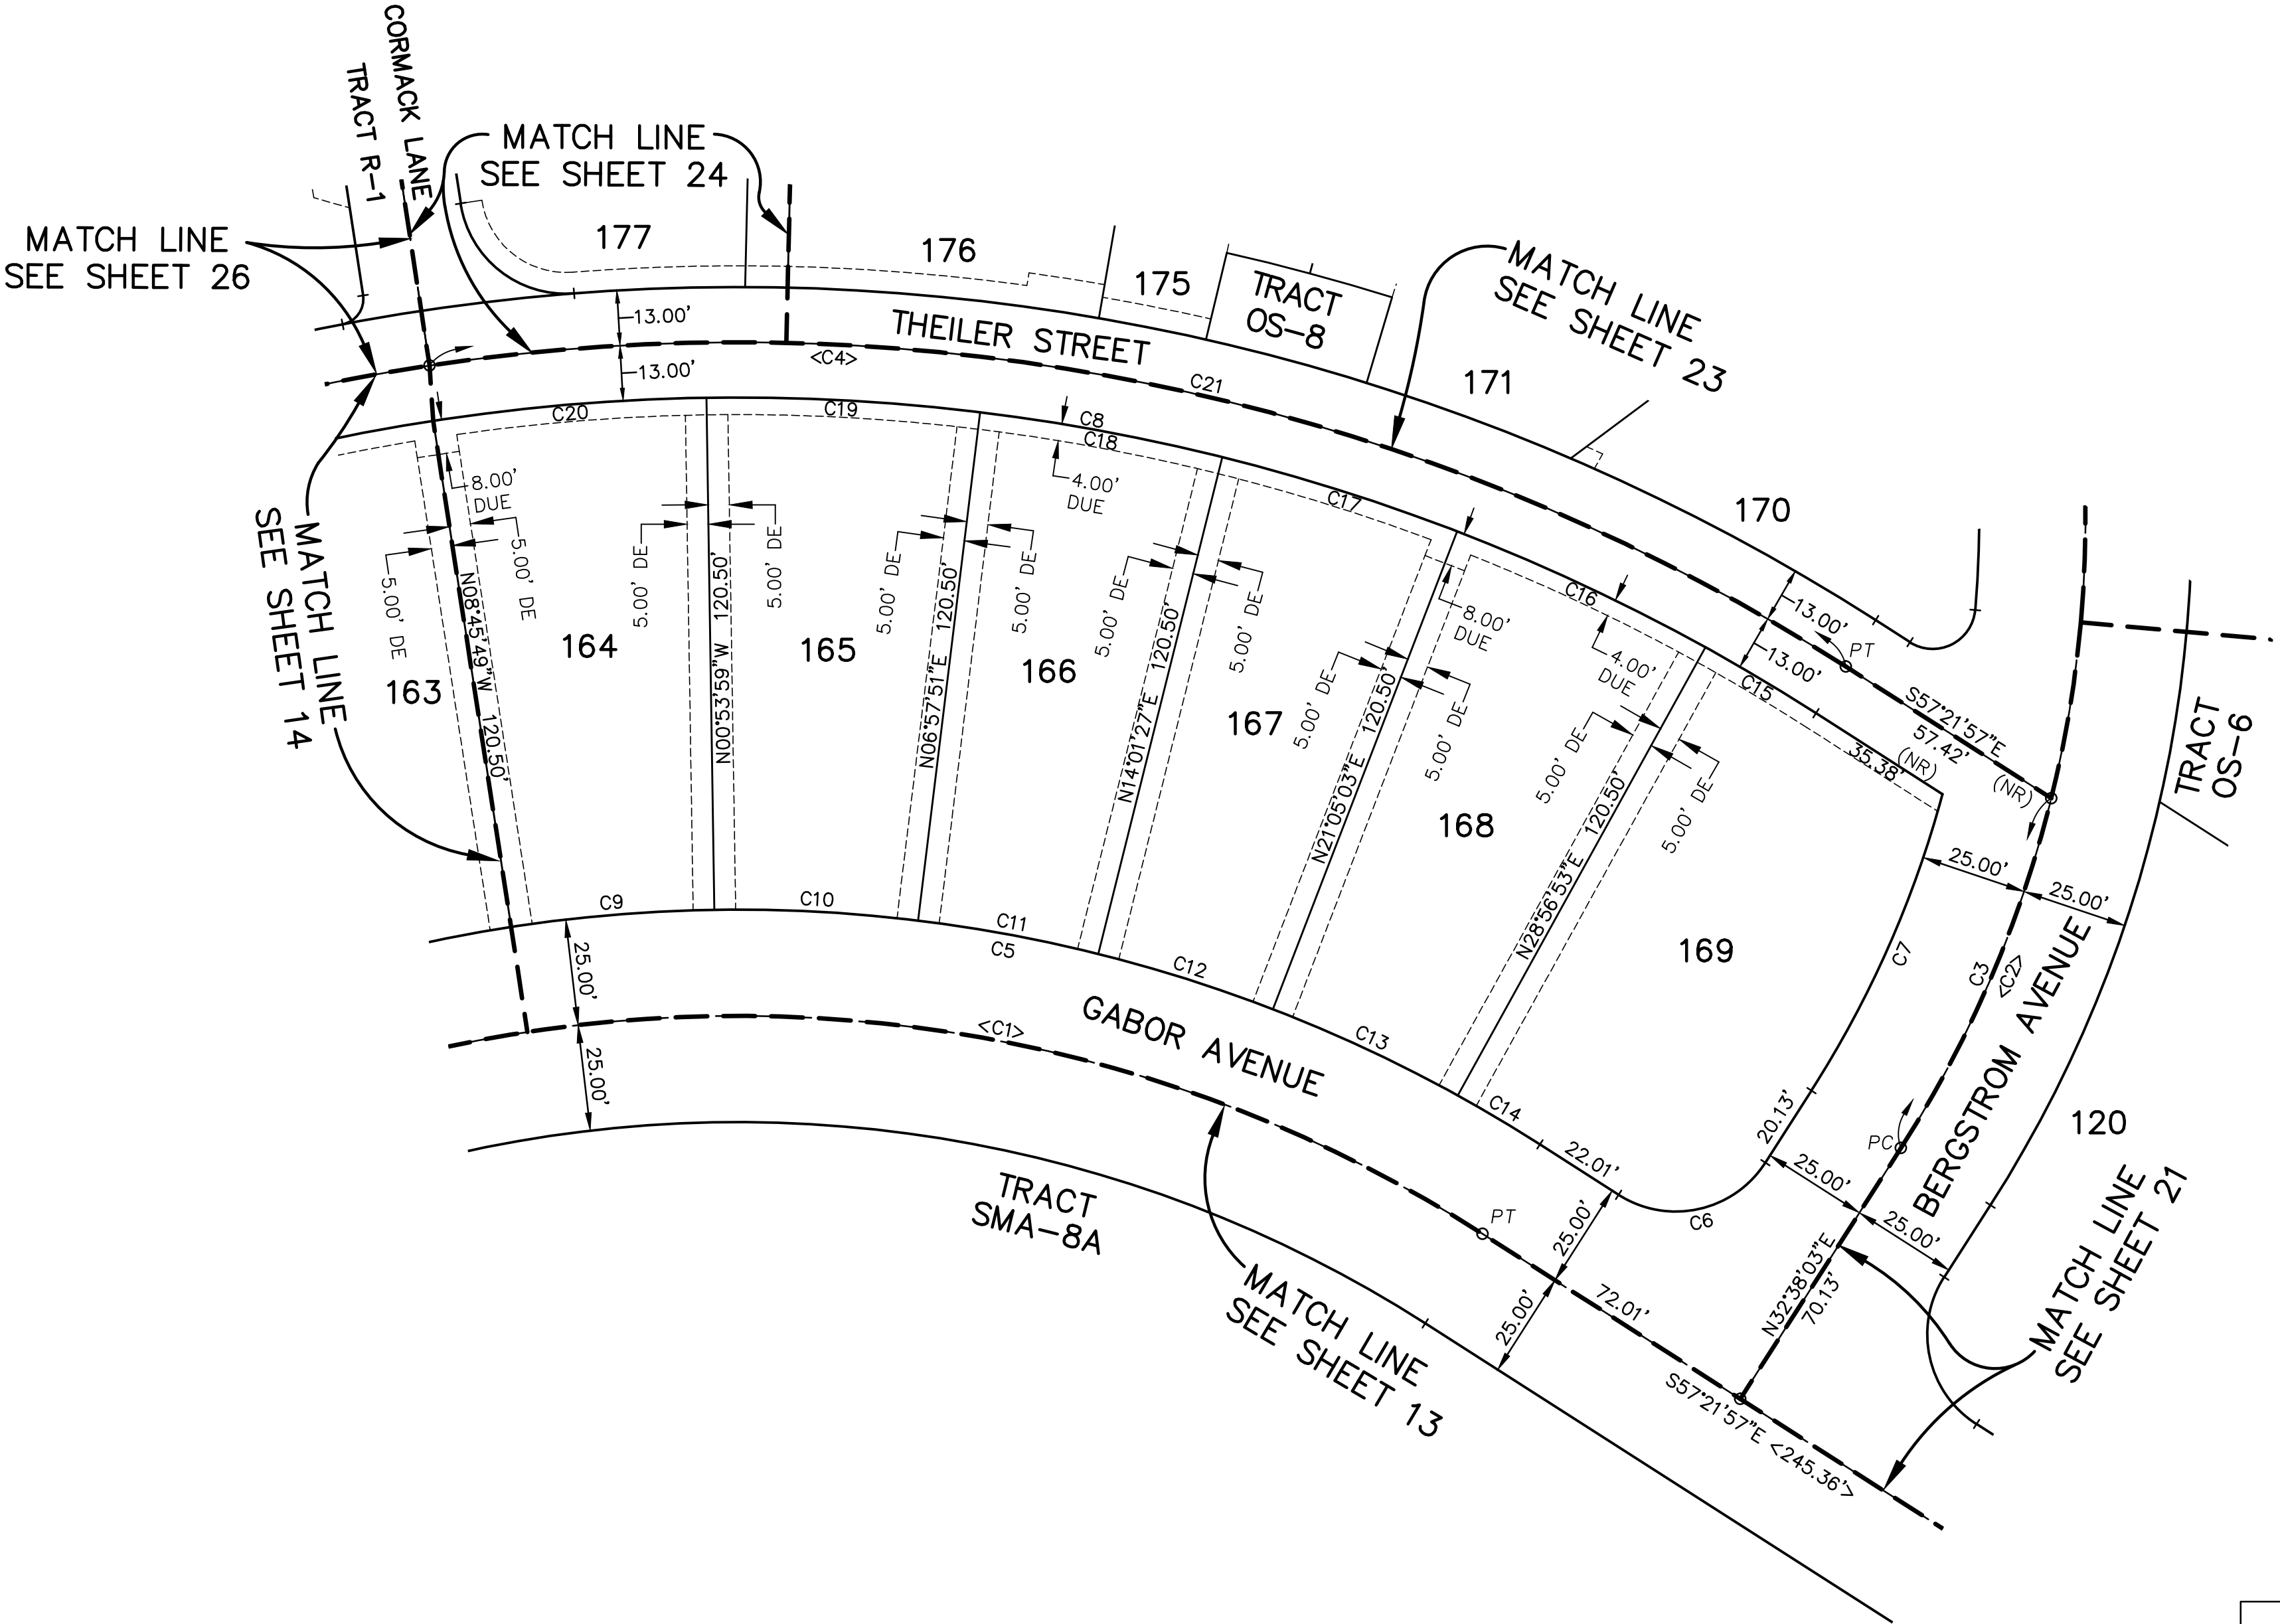 CORMACK LANE
TRACT R-1
MATCH LINE
SEE SHEET 24
MATCH LINE
SEE SHEET 26
177
176
175
TRACT
OS-8
MATCH LINE
SEE SHEET 23
171
170
13.00'
13.00'
THEILER STREET
<C4>
C21
C20
C19
C8
C18
C17
C16
C15
13.00'
13.00'
PT
S57°21'57"E
57.42'
(NR)
35.38'
(NR)
TRACT
OS-6
MATCH LINE
SEE SHEET 14
8.00'
DUE
4.00'
DUE
8.00'
DUE
4.00'
DUE
5.00' DE
5.00' DE
5.00' DE
5.00' DE
5.00' DE
5.00' DE
5.00' DE
5.00' DE
5.00' DE
5.00' DE
5.00' DE
5.00' DE
N08°45'49"W 120.50'
N00°53'59"W 120.50'
N06°57'51"E 120.50'
N14°01'27"E 120.50'
N21°05'03"E 120.50'
N28°56'53"E 120.50'
163
164
165
166
167
168
169
C9
C10
C11
C5
C12
C13
C14
22.01'
C6
20.13'
C7
25.00'
25.00'
C3
<C2>
BERGSTROM AVENUE
120
25.00'
25.00'
<C1>
GABOR AVENUE
PT
PC
25.00'
25.00'
25.00'
25.00'
72.01'
N32°38'03"E
70.13'
TRACT
SMA-8A
MATCH LINE
SEE SHEET 13
MATCH LINE
SEE SHEET 21
S57°21'57"E <245.36'>